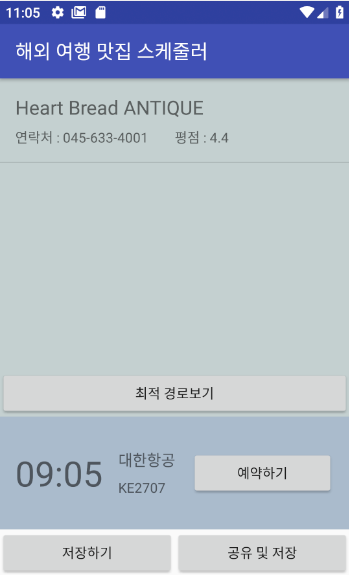 11:05
해외 여행 맛집 스케줄러
Heart Bread ANTIQUE
연락처 : 045-633-4001 평점 : 4.4
최적 경로보기
09:05 대한항공 KE2707 예약하기
저장하기 공유 및 저장